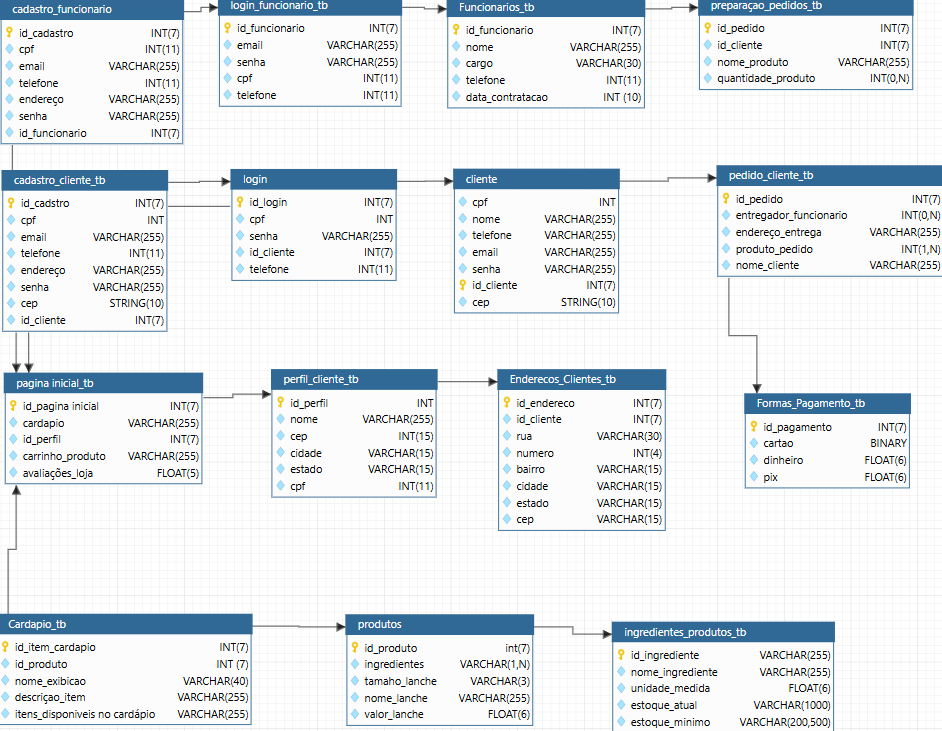 cadastro_funcionario
id_cadastro INT(7)
cpf INT(11)
email VARCHAR(255)
telefone INT(11)
endereço VARCHAR(255)
senha VARCHAR(255)
id_funcionario INT(7)
login_funcionario_tb
id_funcionario INT(7)
email VARCHAR(255)
senha VARCHAR(255)
cpf INT(11)
telefone INT(11)
Funcionarios_tb
id_funcionario INT(7)
nome VARCHAR(255)
cargo VARCHAR(30)
telefone INT(11)
data_contratacao INT (10)
preparaçao_pedidos_tb
id_pedido INT(7)
id_cliente INT(7)
nome_produto VARCHAR(255)
quantidade_produto INT(0,N)
cadastro_cliente_tb
id_cadstro INT(7)
cpf INT
email VARCHAR(255)
telefone INT(11)
endereço VARCHAR(255)
senha VARCHAR(255)
cep STRING(10)
id_cliente INT(7)
login
id_login INT(7)
cpf INT
senha VARCHAR(255)
id_cliente INT(7)
telefone INT(11)
cliente
cpf INT
nome VARCHAR(255)
telefone VARCHAR(255)
email VARCHAR(255)
senha VARCHAR(255)
id_cliente INT(7)
cep STRING(10)
pedido_cliente_tb
id_pedido INT(7)
entregador_funcionario INT(0,N)
endereço_entrega VARCHAR(255)
produto_pedido INT(1,N)
nome_cliente VARCHAR(255)
pagina inicial_tb
id_pagina inicial INT(7)
cardapio VARCHAR(255)
id_perfil INT(7)
carrinho_produto VARCHAR(255)
avaliações_loja FLOAT(5)
perfil_cliente_tb
id_perfil INT
nome VARCHAR(255)
cep INT(15)
cidade VARCHAR(15)
estado VARCHAR(15)
cpf INT(11)
Enderecos_Clientes_tb
id_endereco INT(7)
id_cliente INT(7)
rua VARCHAR(30)
numero INT(4)
bairro VARCHAR(15)
cidade VARCHAR(15)
estado VARCHAR(15)
cep VARCHAR(15)
Formas_Pagamento_tb
id_pagamento INT(7)
cartao BINARY
dinheiro FLOAT(6)
pix FLOAT(6)
Cardapio_tb
id_item_cardapio INT(7)
id_produto INT (7)
nome_exibicao VARCHAR(40)
descriçao_item VARCHAR(255)
itens_disponiveis no cardápio VARCHAR(255)
produtos
id_produto int(7)
ingredientes VARCHAR(1,N)
tamaho_lanche VARCHAR(3)
nome_lanche VARCHAR(255)
valor_lanche FLOAT(6)
ingredientes_produtos_tb
id_ingrediente VARCHAR(255)
nome_ingrediente VARCHAR(255)
unidade_medida FLOAT(6)
estoque_atual VARCHAR(1000)
estoque_minimo VARCHAR(200,500)